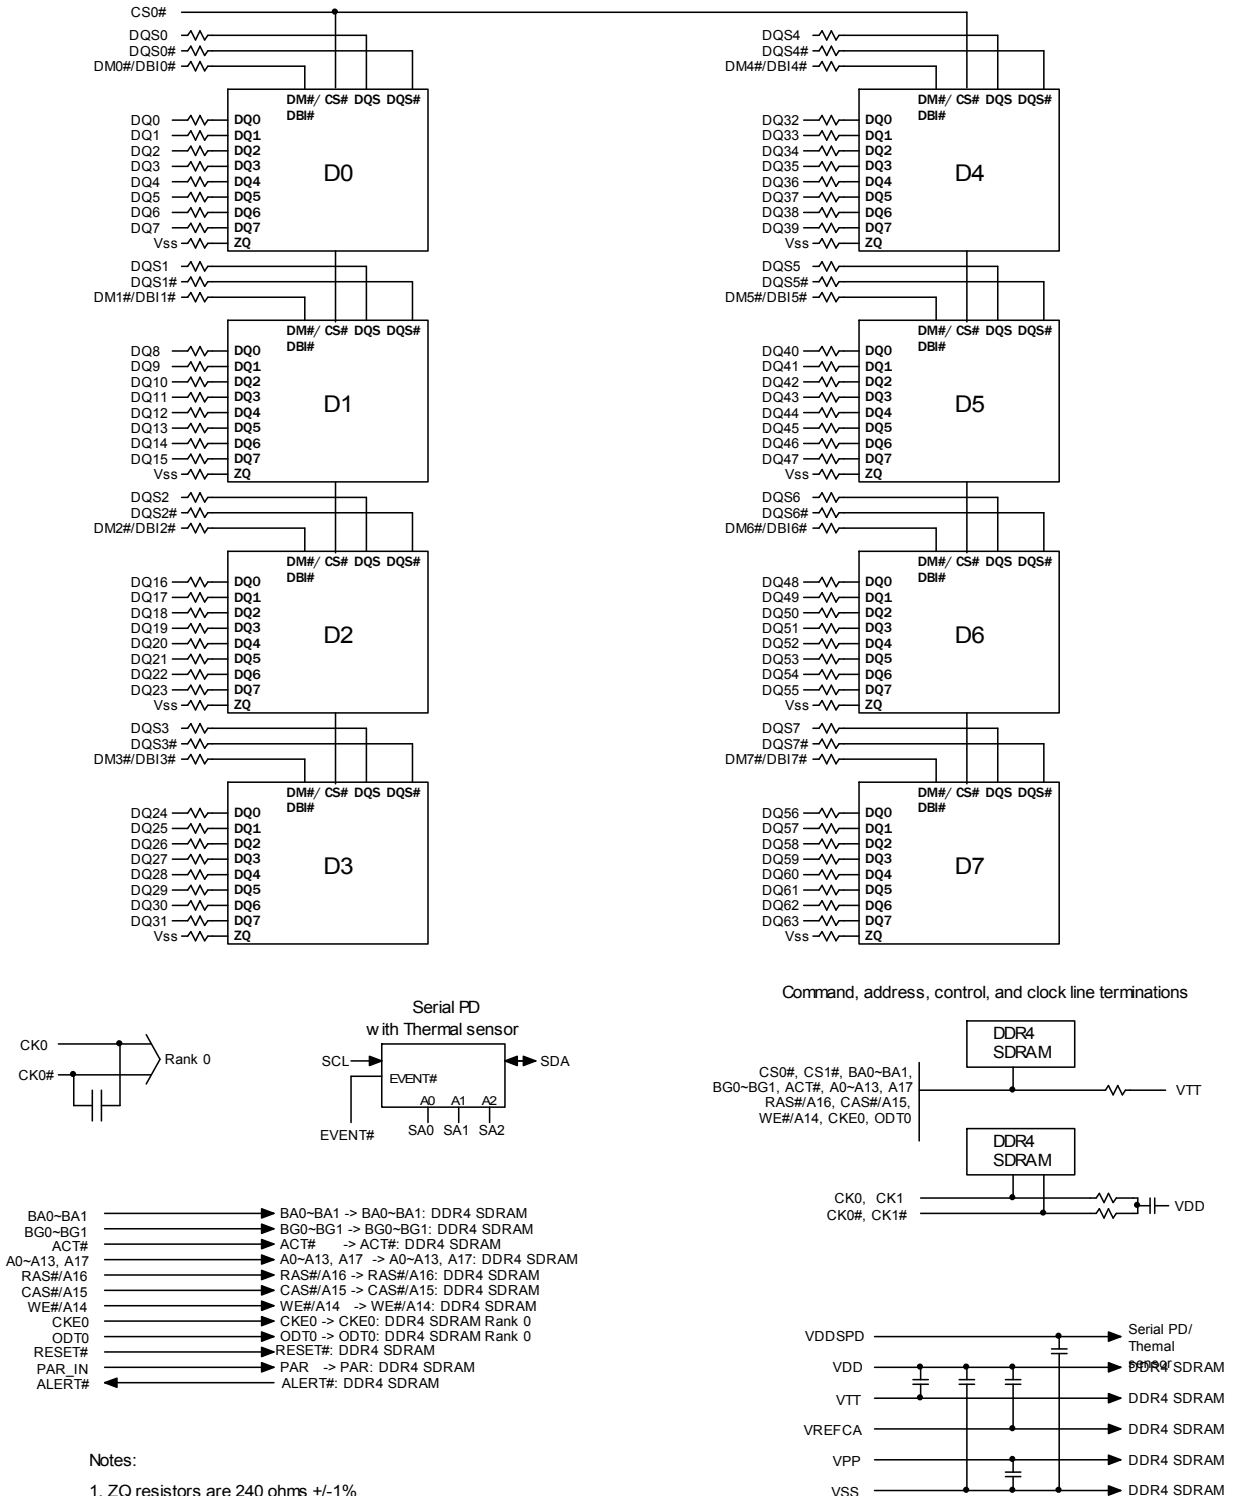 CS0#
DQS0
DQS0#
DM0#/DBI0#
DM#/ CS# DQS DQS#
DBI#
DQ0 DQ0
DQ1 DQ1
DQ2 DQ2
DQ3 DQ3
DQ4 DQ4
DQ5 DQ5
DQ6 DQ6
DQ7 DQ7
Vss ZQ
D0
DQS1
DQS1#
DM1#/DBI1#
DM#/ CS# DQS DQS#
DBI#
DQ8 DQ0
DQ9 DQ1
DQ10 DQ2
DQ11 DQ3
DQ12 DQ4
DQ13 DQ5
DQ14 DQ6
DQ15 DQ7
Vss ZQ
D1
DQS2
DQS2#
DM2#/DBI2#
DM#/ CS# DQS DQS#
DBI#
DQ16 DQ0
DQ17 DQ1
DQ18 DQ2
DQ19 DQ3
DQ20 DQ4
DQ21 DQ5
DQ22 DQ6
DQ23 DQ7
Vss ZQ
D2
DQS3
DQS3#
DM3#/DBI3#
DM#/ CS# DQS DQS#
DBI#
DQ24 DQ0
DQ25 DQ1
DQ26 DQ2
DQ27 DQ3
DQ28 DQ4
DQ29 DQ5
DQ30 DQ6
DQ31 DQ7
Vss ZQ
D3
DQS4
DQS4#
DM4#/DBI4#
DM#/ CS# DQS DQS#
DBI#
DQ32 DQ0
DQ33 DQ1
DQ34 DQ2
DQ35 DQ3
DQ36 DQ4
DQ37 DQ5
DQ38 DQ6
DQ39 DQ7
Vss ZQ
D4
DQS5
DQS5#
DM5#/DBI5#
DM#/ CS# DQS DQS#
DBI#
DQ40 DQ0
DQ41 DQ1
DQ42 DQ2
DQ43 DQ3
DQ44 DQ4
DQ45 DQ5
DQ46 DQ6
DQ47 DQ7
Vss ZQ
D5
DQS6
DQS6#
DM6#/DBI6#
DM#/ CS# DQS DQS#
DBI#
DQ48 DQ0
DQ49 DQ1
DQ50 DQ2
DQ51 DQ3
DQ52 DQ4
DQ53 DQ5
DQ54 DQ6
DQ55 DQ7
Vss ZQ
D6
DQS7
DQS7#
DM7#/DBI7#
DM#/ CS# DQS DQS#
DBI#
DQ56 DQ0
DQ57 DQ1
DQ58 DQ2
DQ59 DQ3
DQ60 DQ4
DQ61 DQ5
DQ62 DQ6
DQ63 DQ7
Vss ZQ
D7
CK0
CK0#
Rank 0
Serial PD
with Thermal sensor
SCL
SDA
EVENT#
A0 A1 A2
EVENT#
SA0 SA1 SA2
Command, address, control, and clock line terminations
DDR4
SDRAM
CS0#, CS1#, BA0~BA1,
BG0~BG1, ACT#, A0~A13, A17
RAS#/A16, CAS#/A15,
WE#/A14, CKE0, ODT0
VTT
DDR4
SDRAM
CK0, CK1
CK0#, CK1#
VDD
BA0~BA1 BA0~BA1 -> BA0~BA1: DDR4 SDRAM
BG0~BG1 BG0~BG1 -> BG0~BG1: DDR4 SDRAM
ACT# ACT# -> ACT#: DDR4 SDRAM
A0~A13, A17 A0~A13, A17 -> A0~A13, A17: DDR4 SDRAM
RAS#/A16 RAS#/A16 -> RAS#/A16: DDR4 SDRAM
CAS#/A15 CAS#/A15 -> CAS#/A15: DDR4 SDRAM
WE#/A14 WE#/A14 -> WE#/A14: DDR4 SDRAM
CKE0 CKE0 -> CKE0: DDR4 SDRAM Rank 0
ODT0 ODT0 -> ODT0: DDR4 SDRAM Rank 0
RESET# RESET#: DDR4 SDRAM
PAR_IN PAR -> PAR: DDR4 SDRAM
ALERT# ALERT#: DDR4 SDRAM
VDDSPD Serial PD/
Themal
sensor
VDD DDR4 SDRAM
VTT DDR4 SDRAM
VREFCA DDR4 SDRAM
VPP DDR4 SDRAM
VSS DDR4 SDRAM
Notes:
1. ZQ resistors are 240 ohms +/-1%